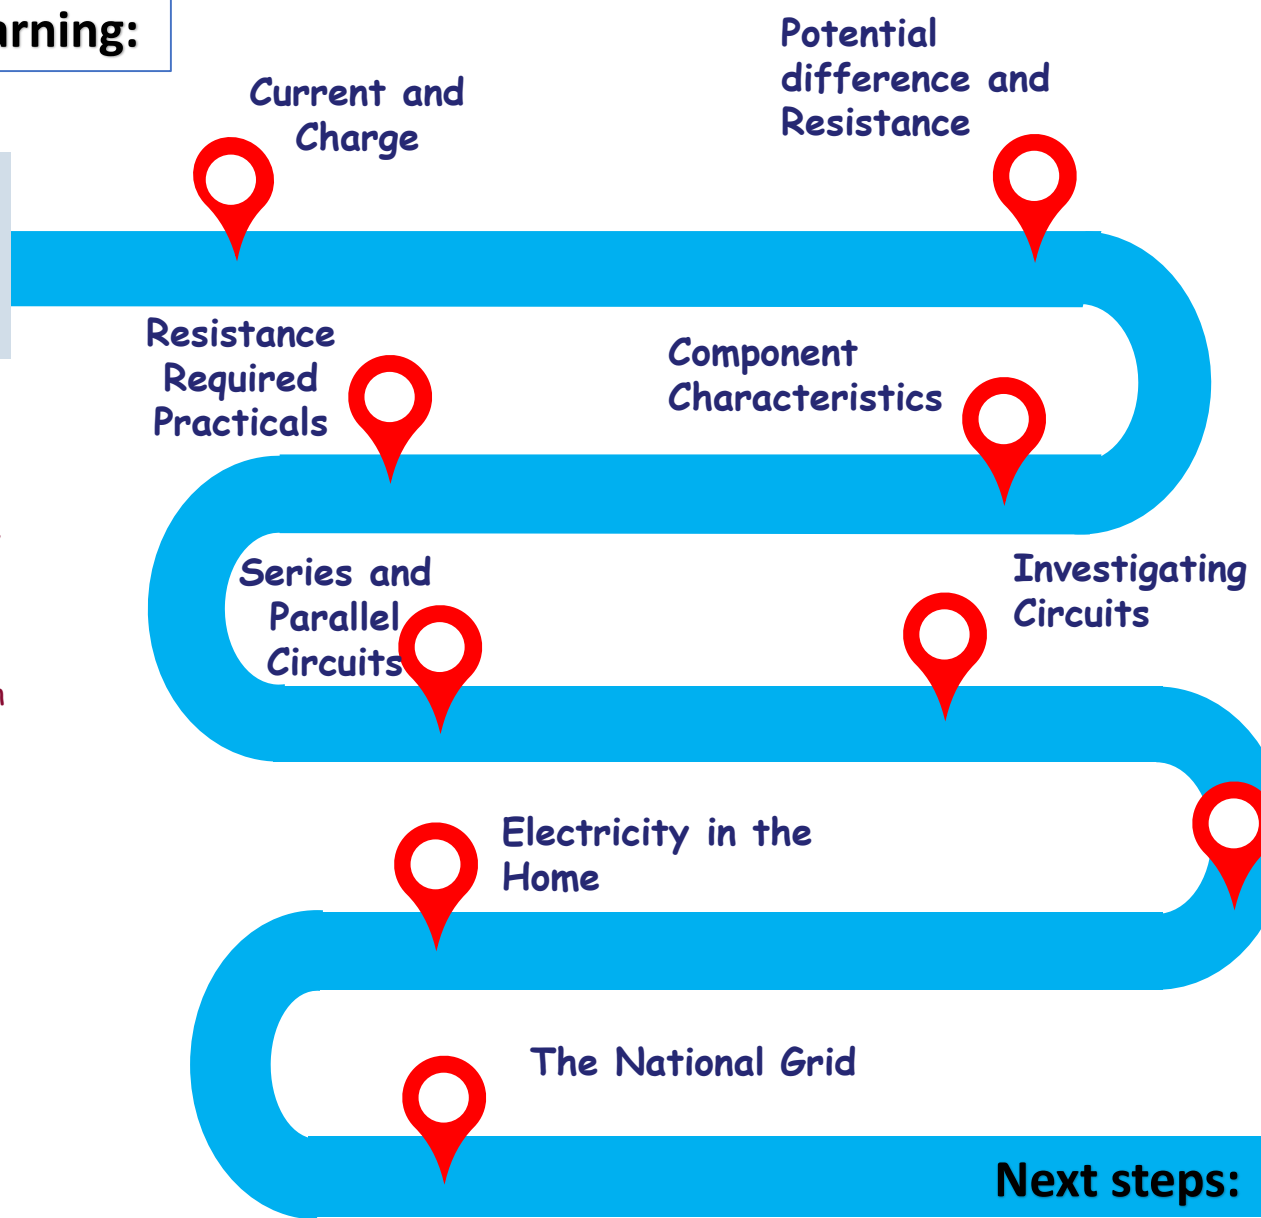 arning:
Potential
difference and
Resistance
Current and
Charge
Resistance
Required
Practicals
Component
Characteristics
Series and
Parallel
Circuits
Investigating
Circuits
Electricity in the
Home
The National Grid
Next steps: